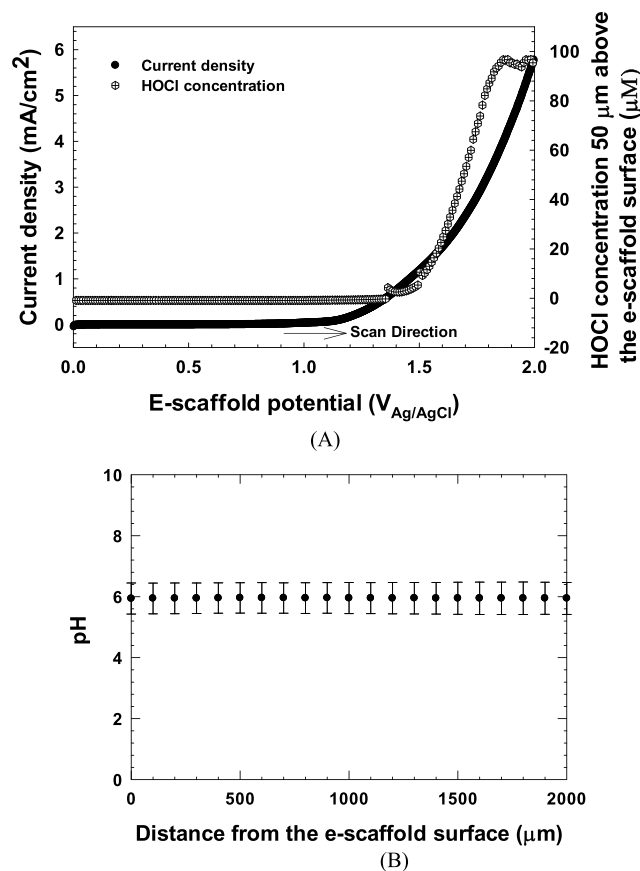 Current density (mA/cm²)
6
5
4
3
2
1
0
Current density
HOCl concentration
Scan Direction
100
80
60
40
20
0
-20
HOCl concentration 50 μm above
the e-scaffold surface (μM)
0.0 0.5 1.0 1.5 2.0
E-scaffold potential (V_Ag/AgCl)
(A)
pH
10
8
6
4
2
0
0 500 1000 1500 2000
Distance from the e-scaffold surface (μm)
(B)